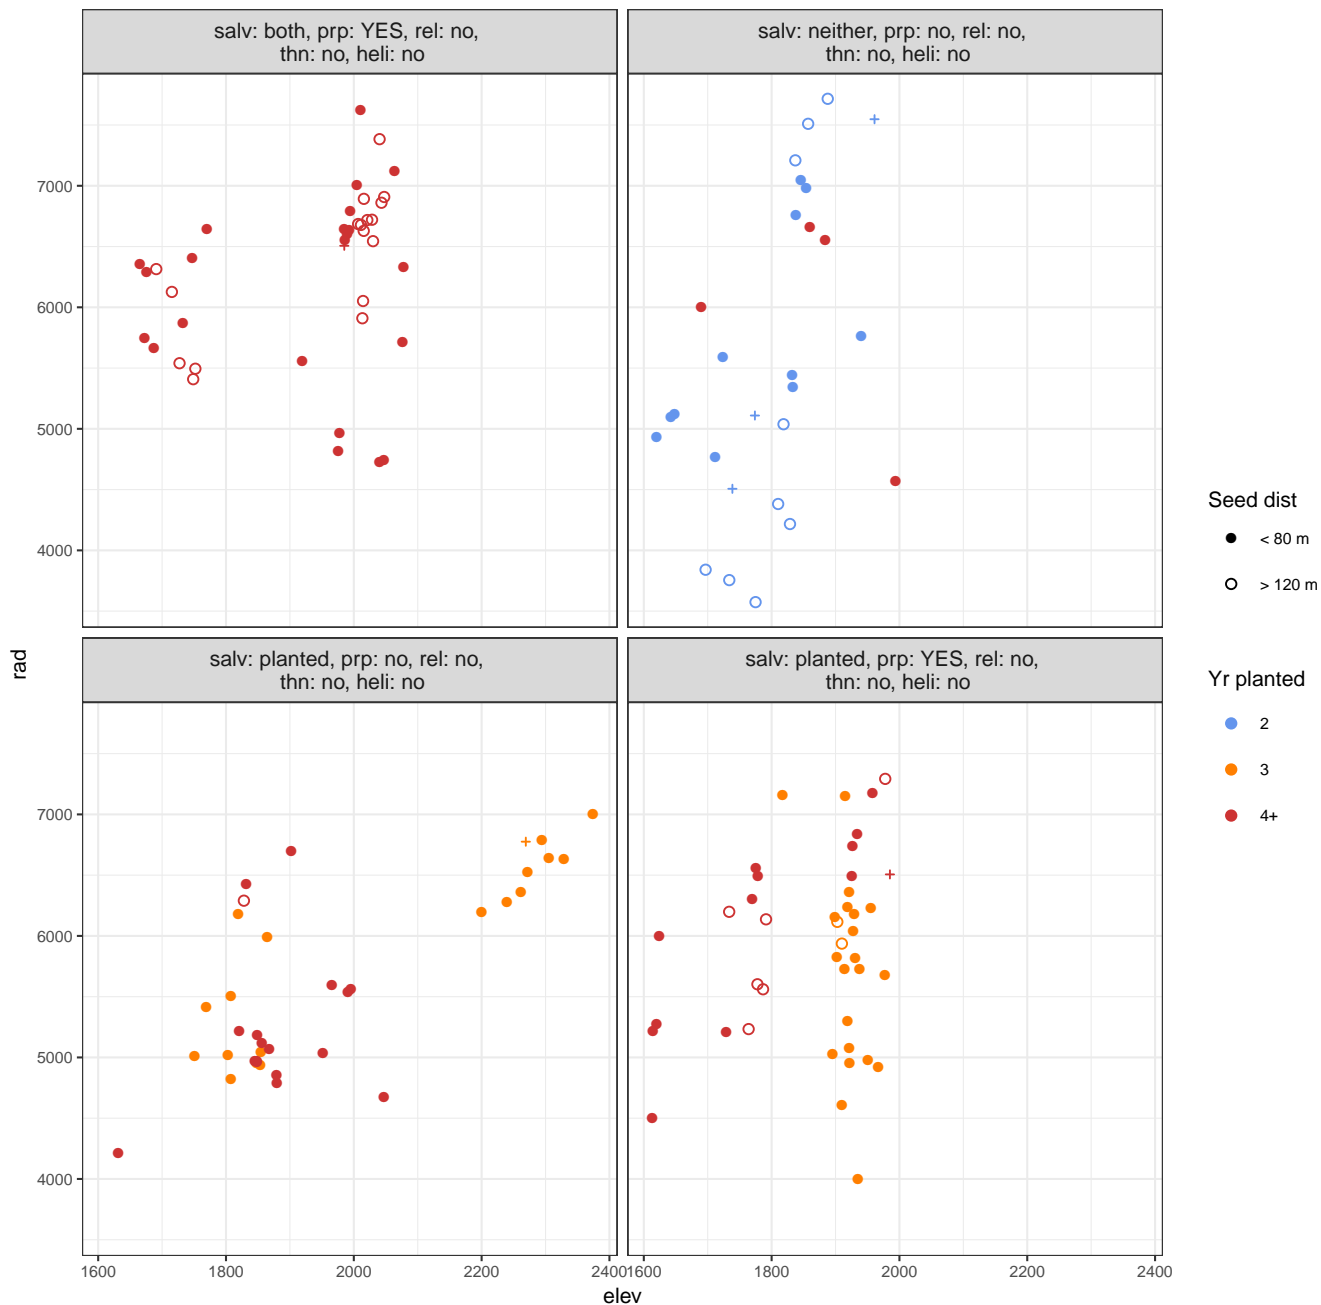 salv: both, prp: YES, rel: no,
thn: no, heli: no
salv: neither, prp: no, rel: no,
thn: no, heli: no
7000
6000
5000
4000
salv: planted, prp: no, rel: no,
thn: no, heli: no
salv: planted, prp: YES, rel: no,
thn: no, heli: no
7000
6000
5000
4000
1600
1800
2000
2200
2400
1600
1800
2000
2200
2400
elev
rad
Seed dist
< 80 m
> 120 m
Yr planted
2
3
4+